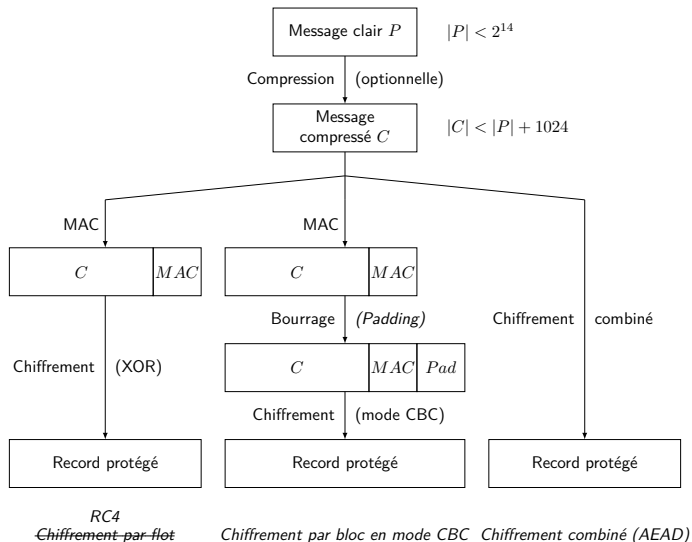 Message clair P |P| < 2^14
Compression (optionnelle)
Message
compressé C |C| < |P| + 1024
MAC MAC
C MAC C MAC
Bourrage (Padding)
Chiffrement combiné
C MAC Pad
Chiffrement (XOR)
Chiffrement (mode CBC)
Record protégé Record protégé Record protégé
RC4
Chiffrement par flot Chiffrement par bloc en mode CBC Chiffrement combiné (AEAD)